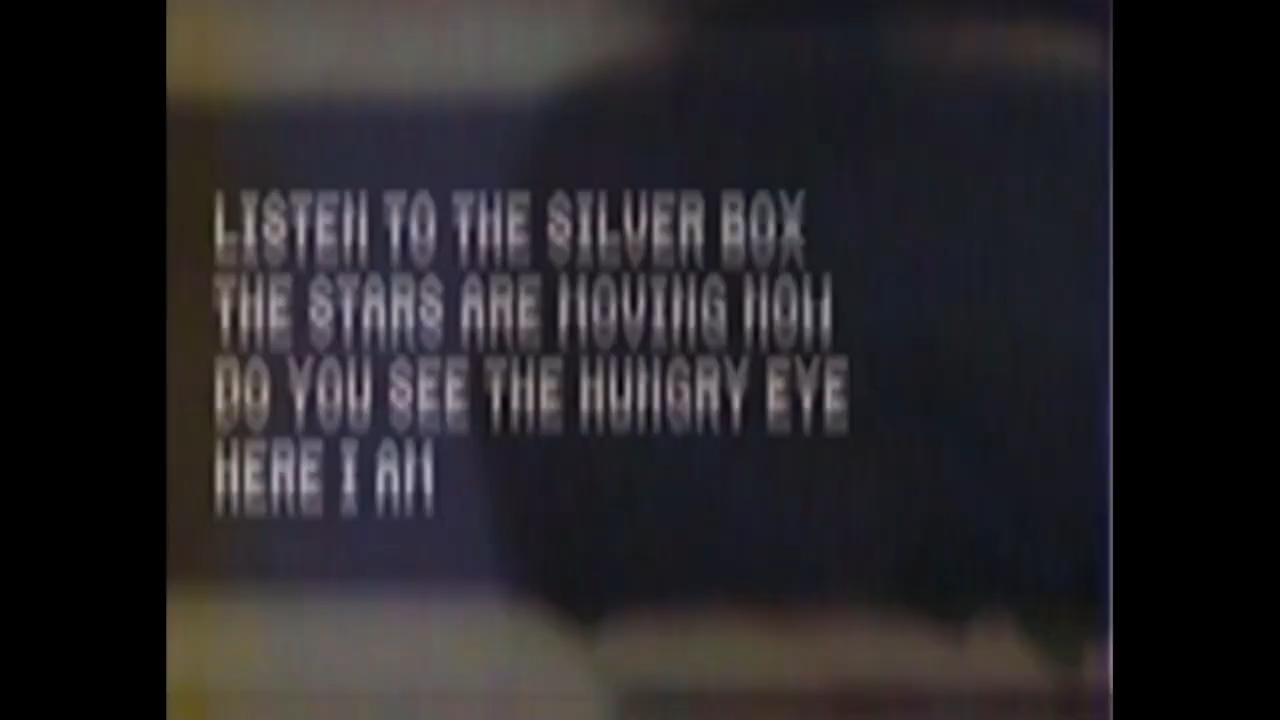 LISTEN TO THE SILVER BOX
THE STARS ARE MOVING NOW
DO YOU SEE THE HUNGRY EYE
HERE I AM